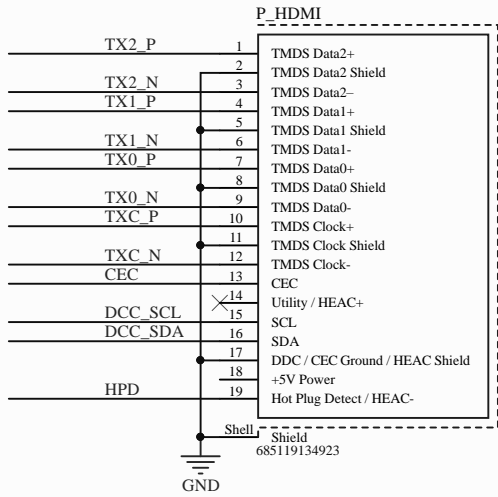 P_HDMI
TX2_P 1 TMDS Data2+
2 TMDS Data2 Shield
TX2_N 3 TMDS Data2–
TX1_P 4 TMDS Data1+
5 TMDS Data1 Shield
TX1_N 6 TMDS Data1-
TX0_P 7 TMDS Data0+
8 TMDS Data0 Shield
TX0_N 9 TMDS Data0-
TXC_P 10 TMDS Clock+
11 TMDS Clock Shield
TXC_N 12 TMDS Clock-
CEC 13 CEC
14 Utility / HEAC+
DCC_SCL 15 SCL
DCC_SDA 16 SDA
17 DDC / CEC Ground / HEAC Shield
18 +5V Power
HPD 19 Hot Plug Detect / HEAC-
Shell Shield
685119134923
GND